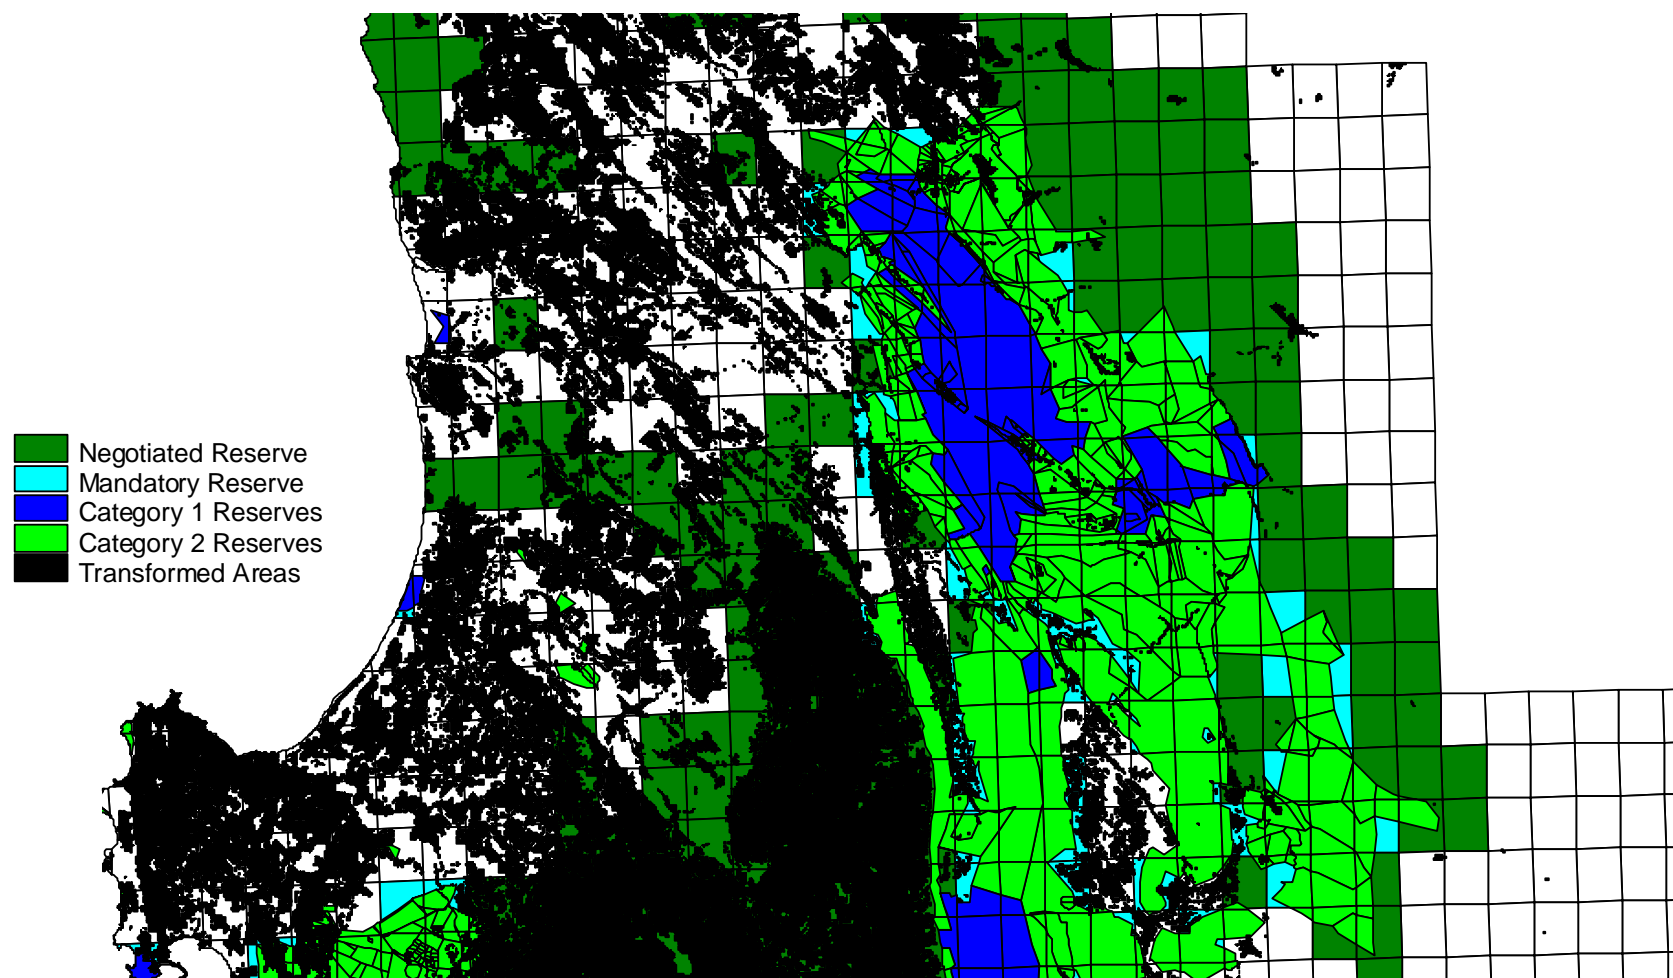 Negotiated Reserve
Mandatory Reserve
Category 1 Reserves
Category 2 Reserves
Transformed Areas